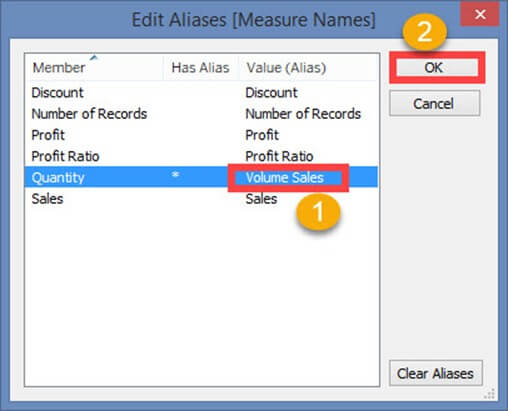 Edit Aliases [Measure Names]
x
2
Member Has Alias Value (Alias)
OK
Discount Discount
Cancel
Number of Records Number of Records
Profit Profit
Profit Ratio Profit Ratio
Quantity * Volume Sales
Sales Sales
1
Clear Aliases